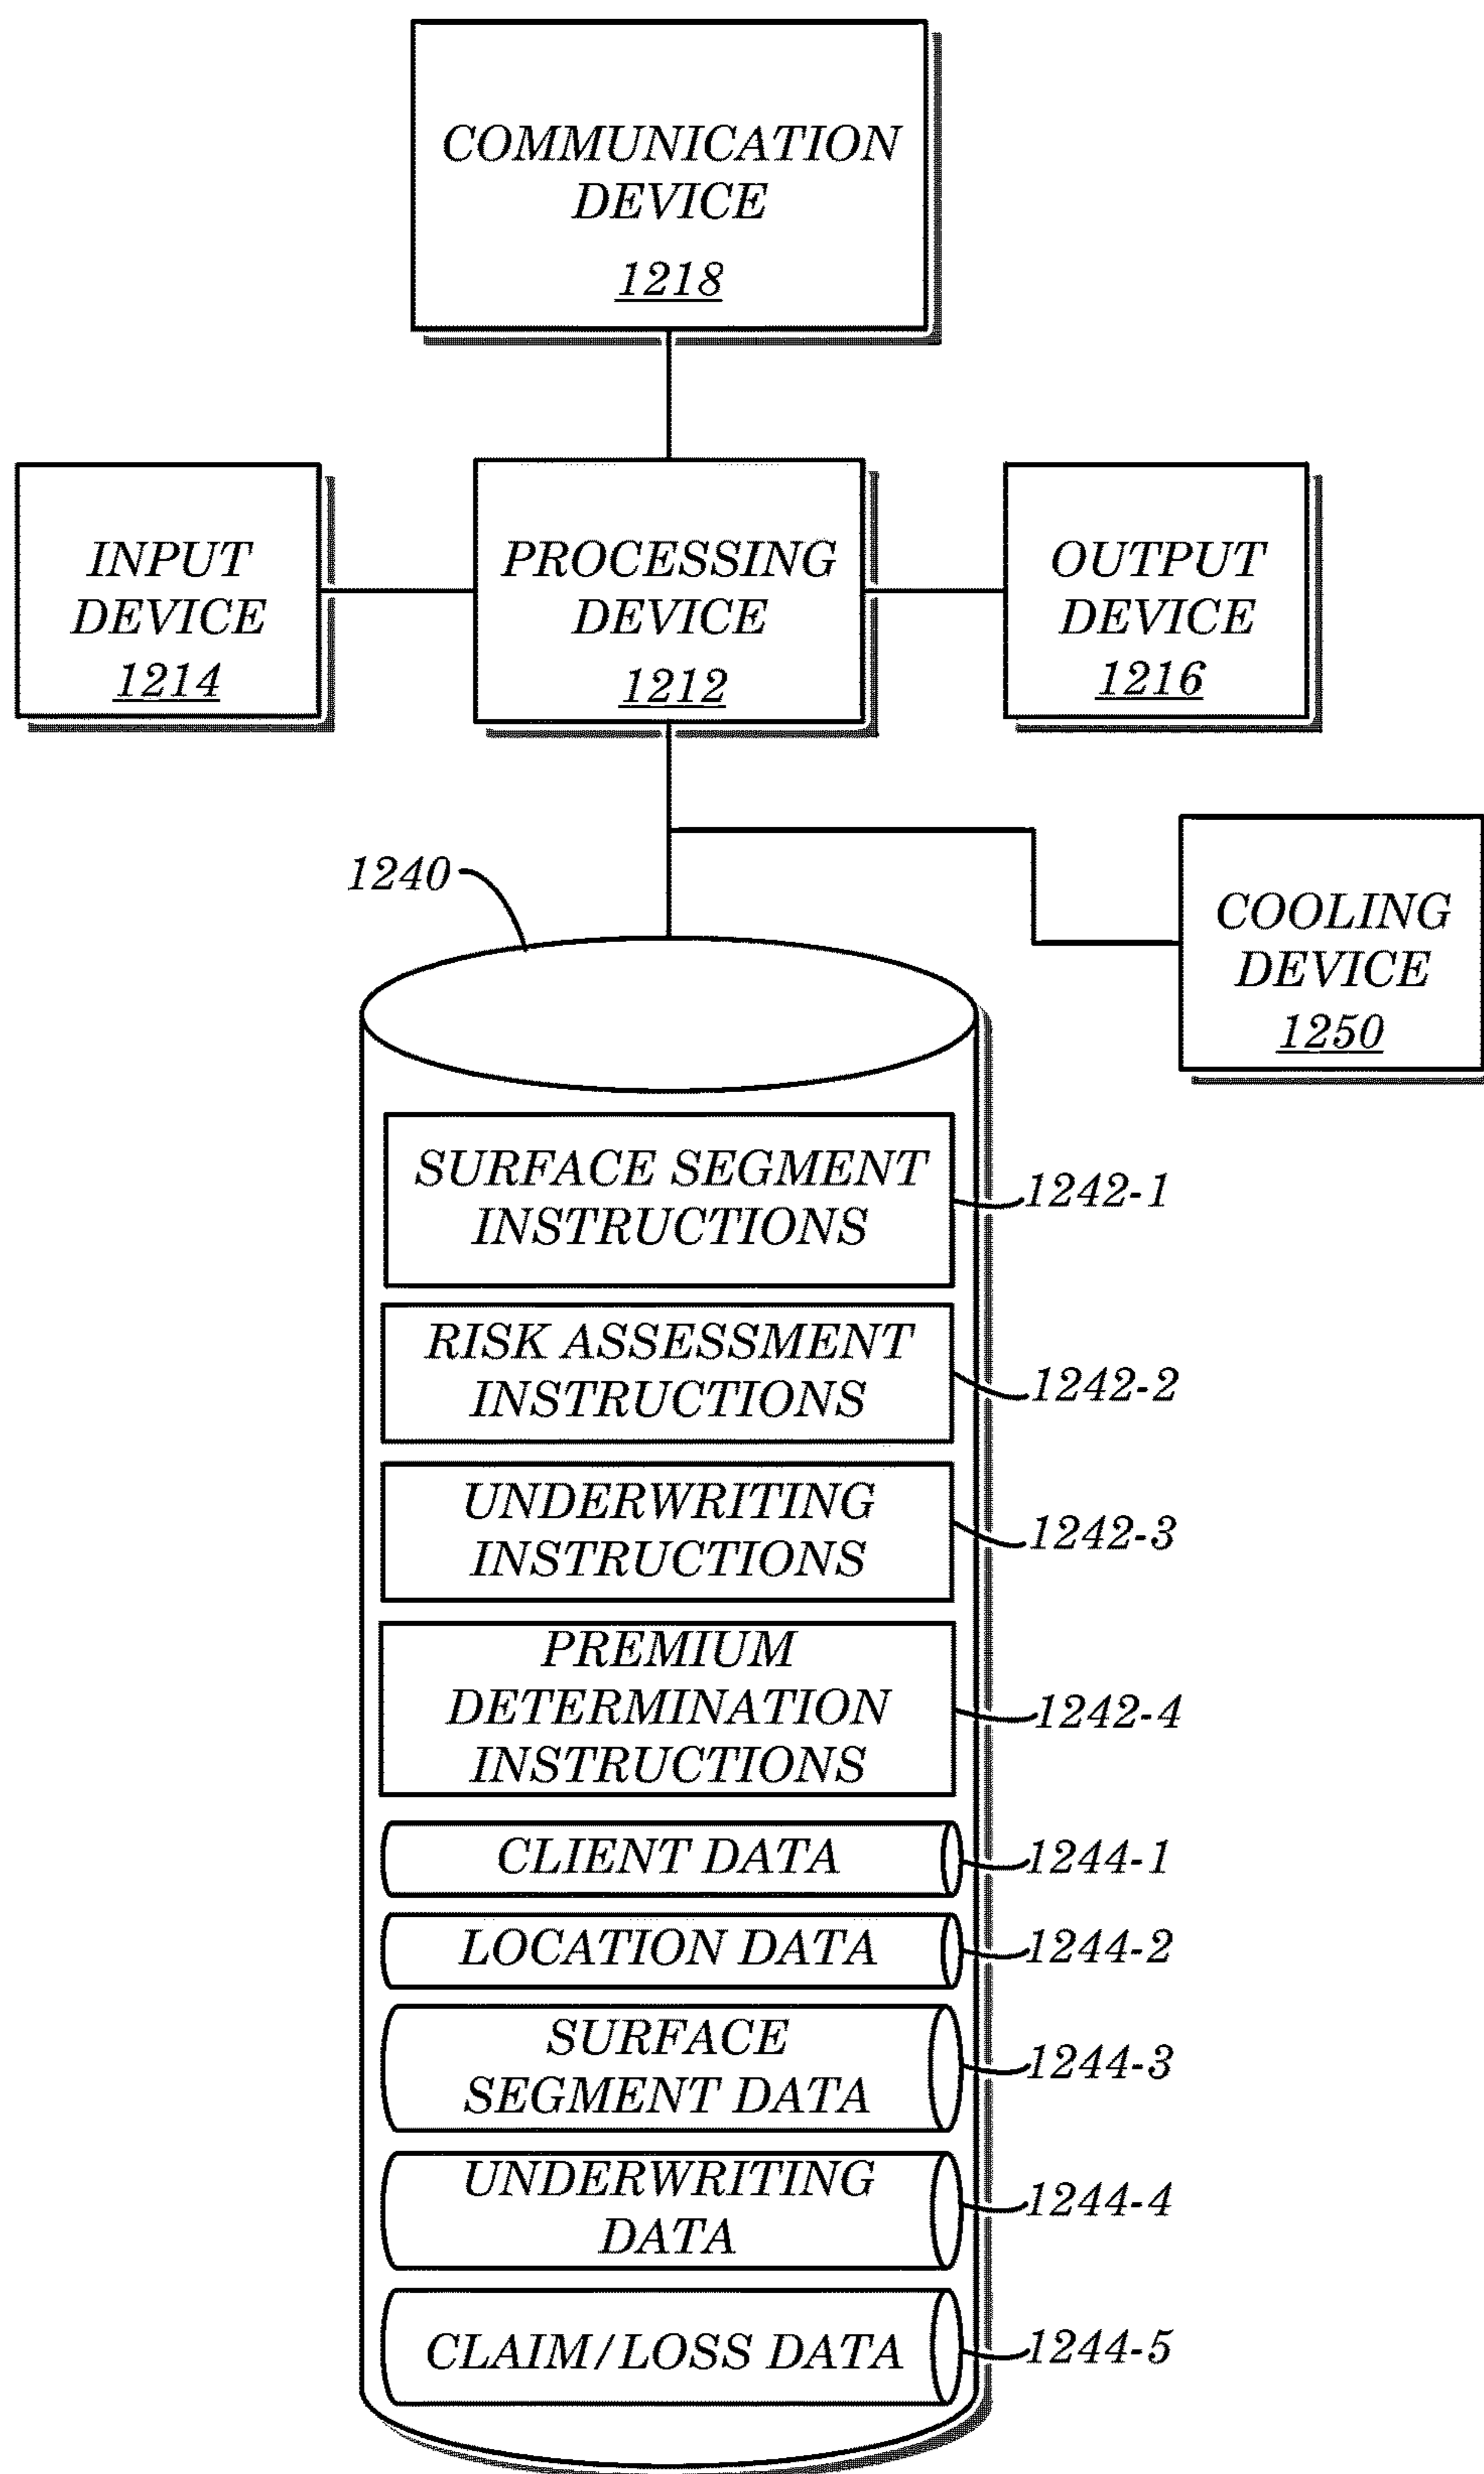 COMMUNICATION
DEVICE
1218
INPUT
DEVICE
1214
PROCESSING
DEVICE
1212
OUTPUT
DEVICE
1216
1240
COOLING
DEVICE
1250
SURFACE SEGMENT
INSTRUCTIONS
1242-1
RISK ASSESSMENT
INSTRUCTIONS
1242-2
UNDERWRITING
INSTRUCTIONS
1242-3
PREMIUM
DETERMINATION
INSTRUCTIONS
1242-4
CLIENT DATA
1244-1
LOCATION DATA
1244-2
SURFACE
SEGMENT DATA
1244-3
UNDERWRITING
DATA
1244-4
CLAIM/LOSS DATA
1244-5